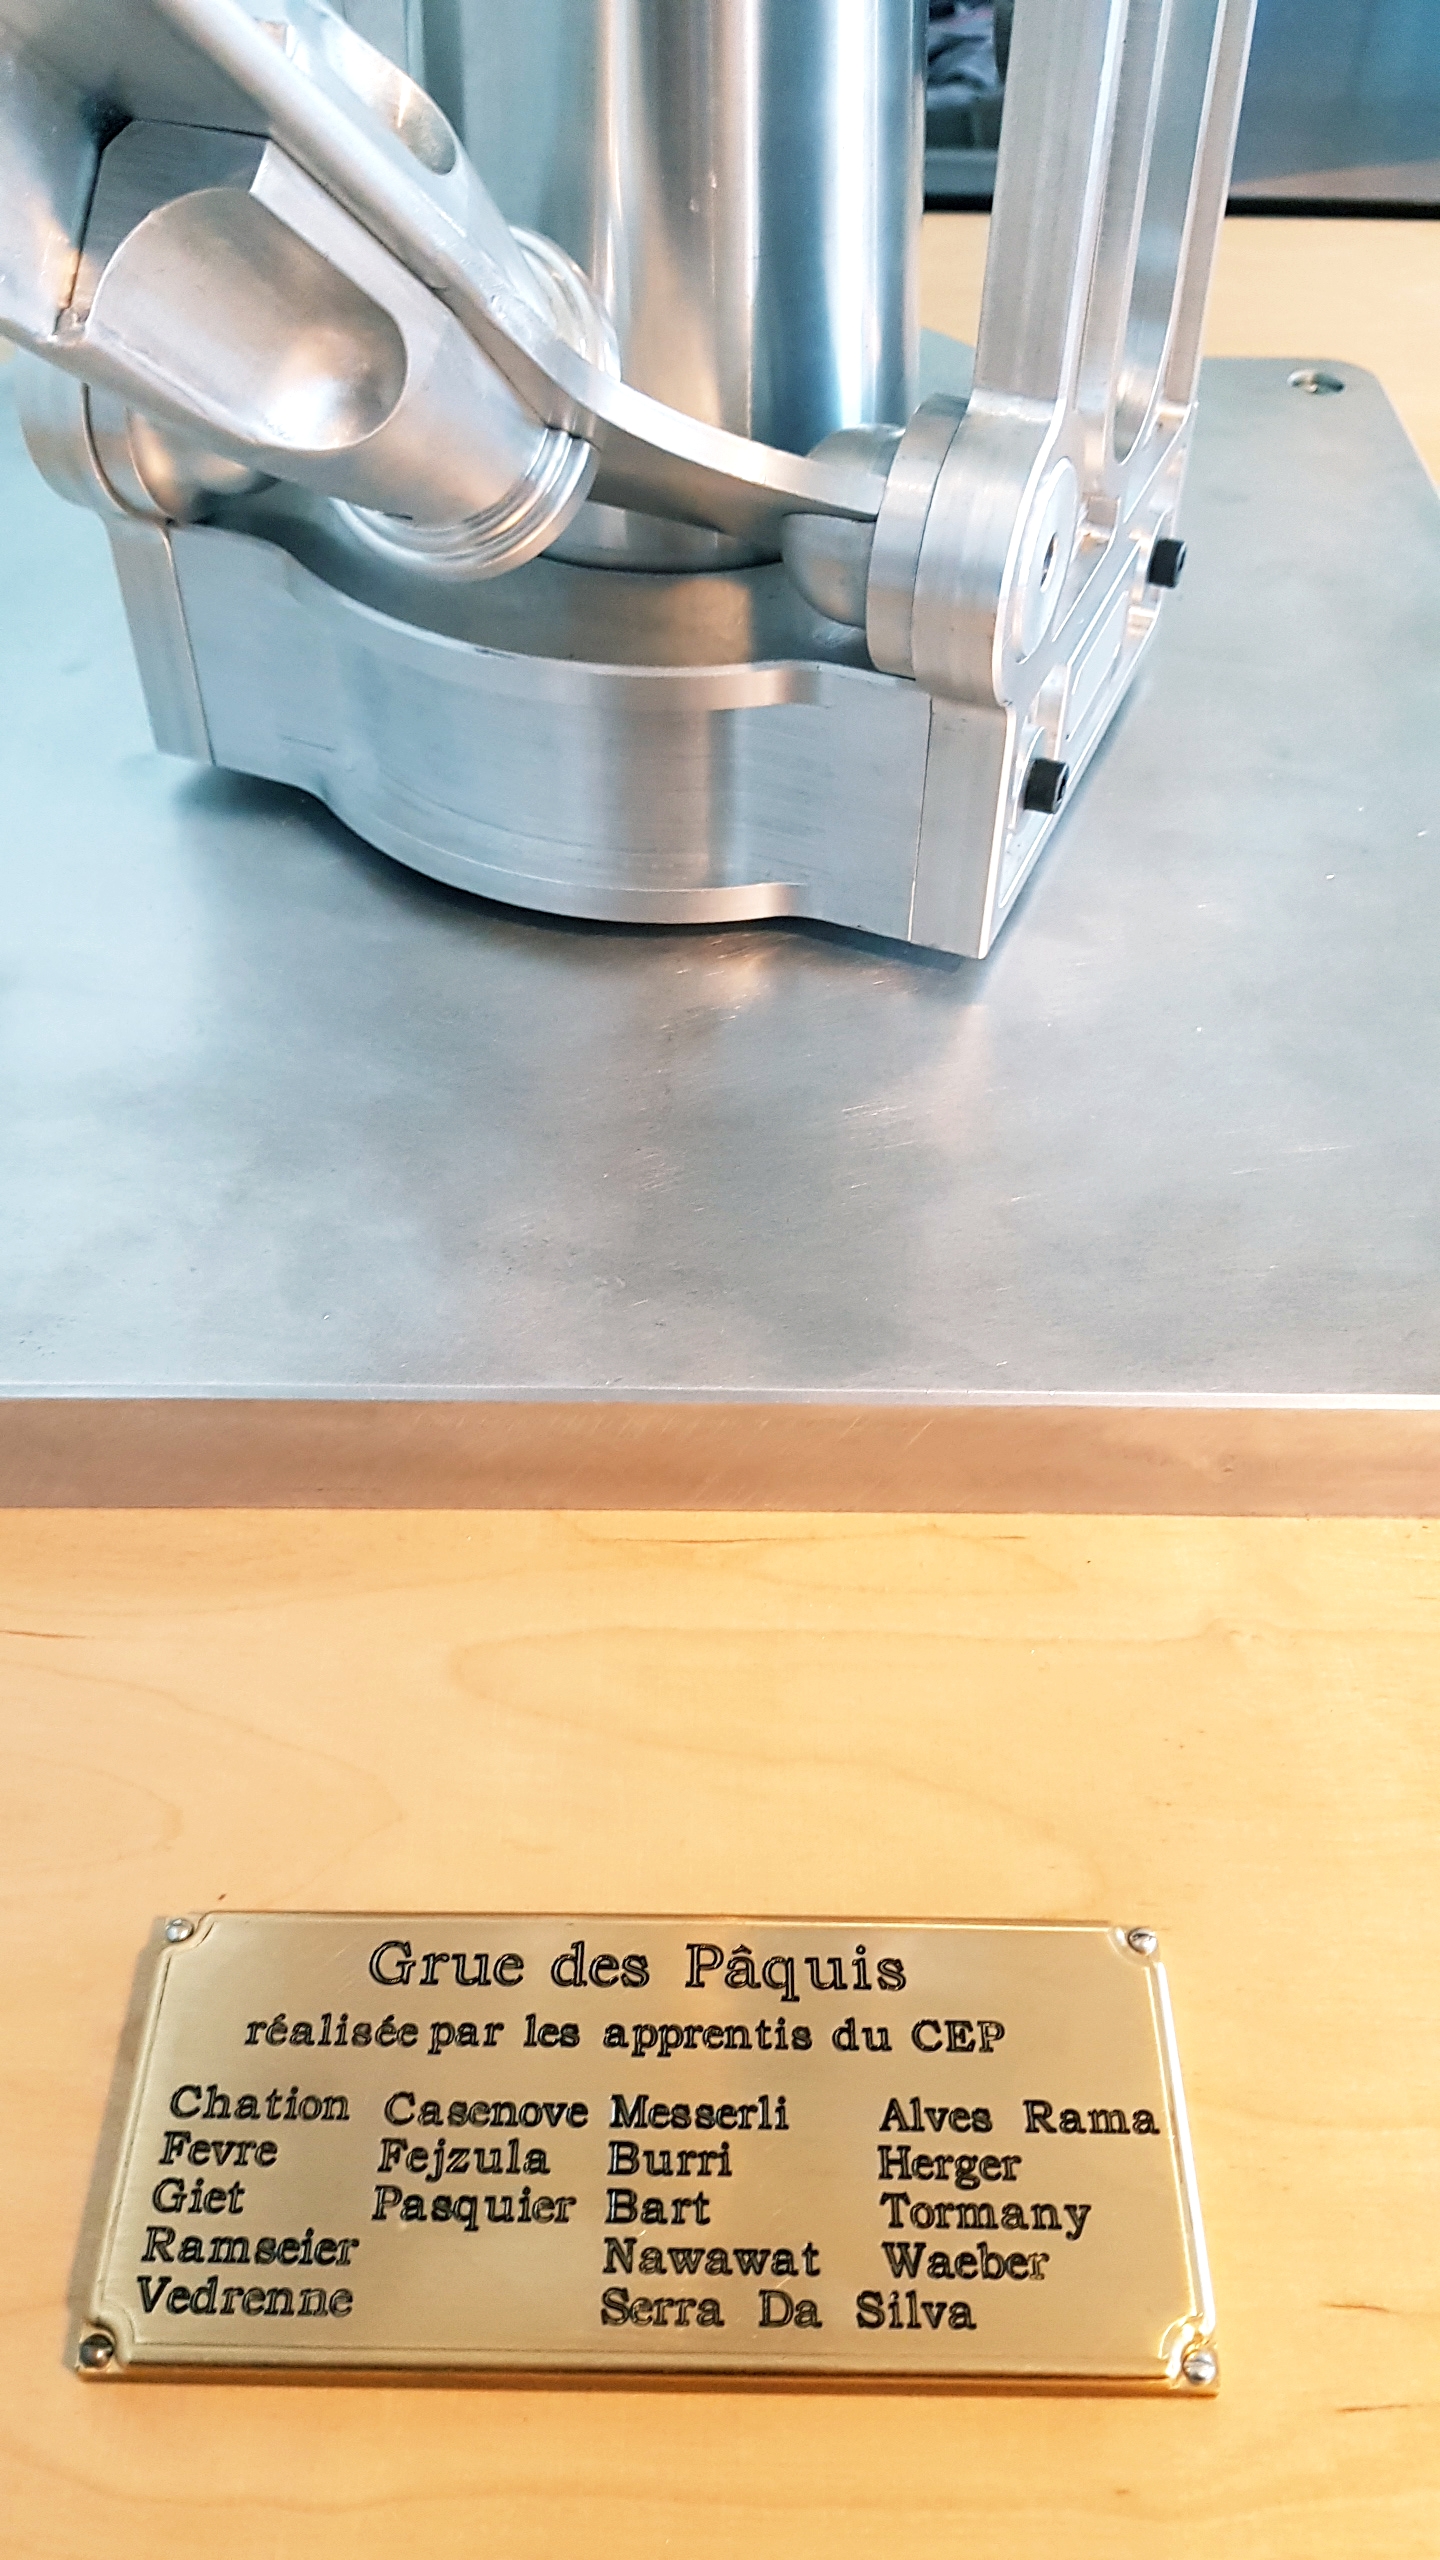 Grue des Pâquis
réalisée par les apprentis du CEP
Chation Casenove Messerli Alves Rama
Fevre Fejzula Burri Herger
Giet Pasquier Bart Tormany
Ramseier Nawawat Waeber
Vedrenne Serra Da Silva